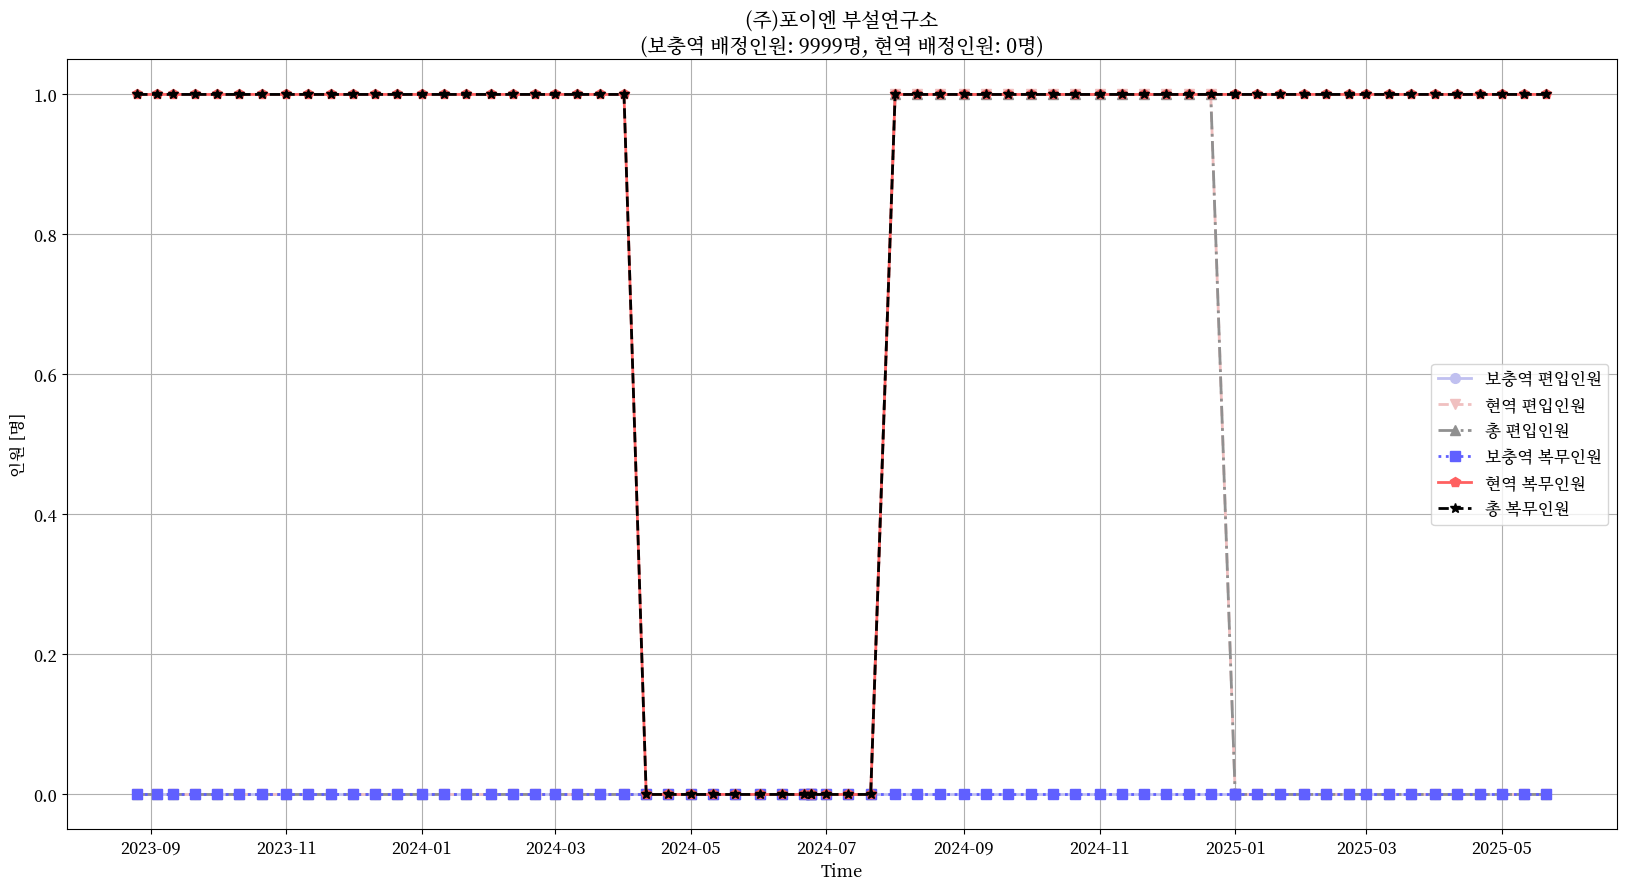 (주)포이엔 부설연구소
(보충역 배정인원: 9999명, 현역 배정인원: 0명)
1.0
0.8
0.6
0.4
0.2
0.0
인원 [명]
보충역 편입인원
현역 편입인원
총 편입인원
보충역 복무인원
현역 복무인원
총 복무인원
2023-09 2023-11 2024-01 2024-03 2024-05 2024-07 2024-09 2024-11 2025-01 2025-03 2025-05
Time